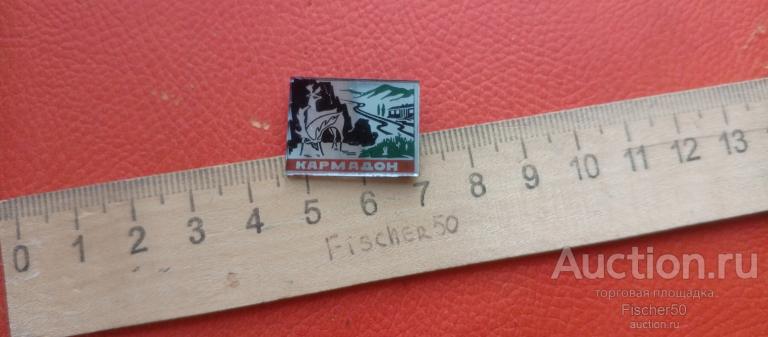 КАРМАДОН
0 1 2 3 4 5 6 7 8 9 10 11 12 13
Fischer50
Auction.ru
торговая площадка
Fischer50
auction.ru